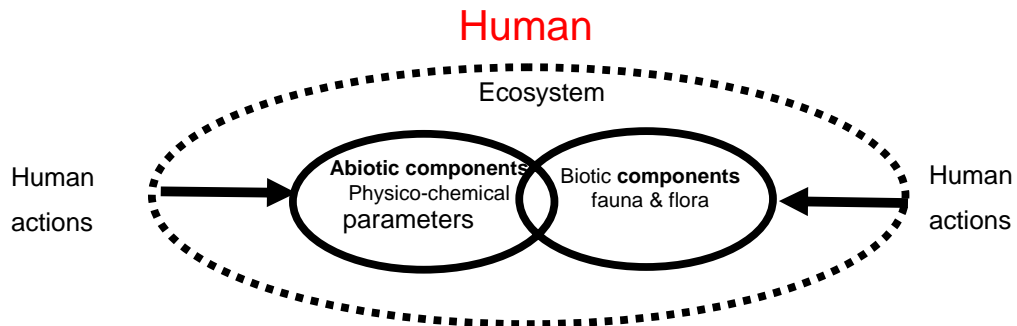 Human
Ecosystem
Human
actions
Abiotic components
Physico-chemical
parameters
Biotic components
fauna & flora
Human
actions